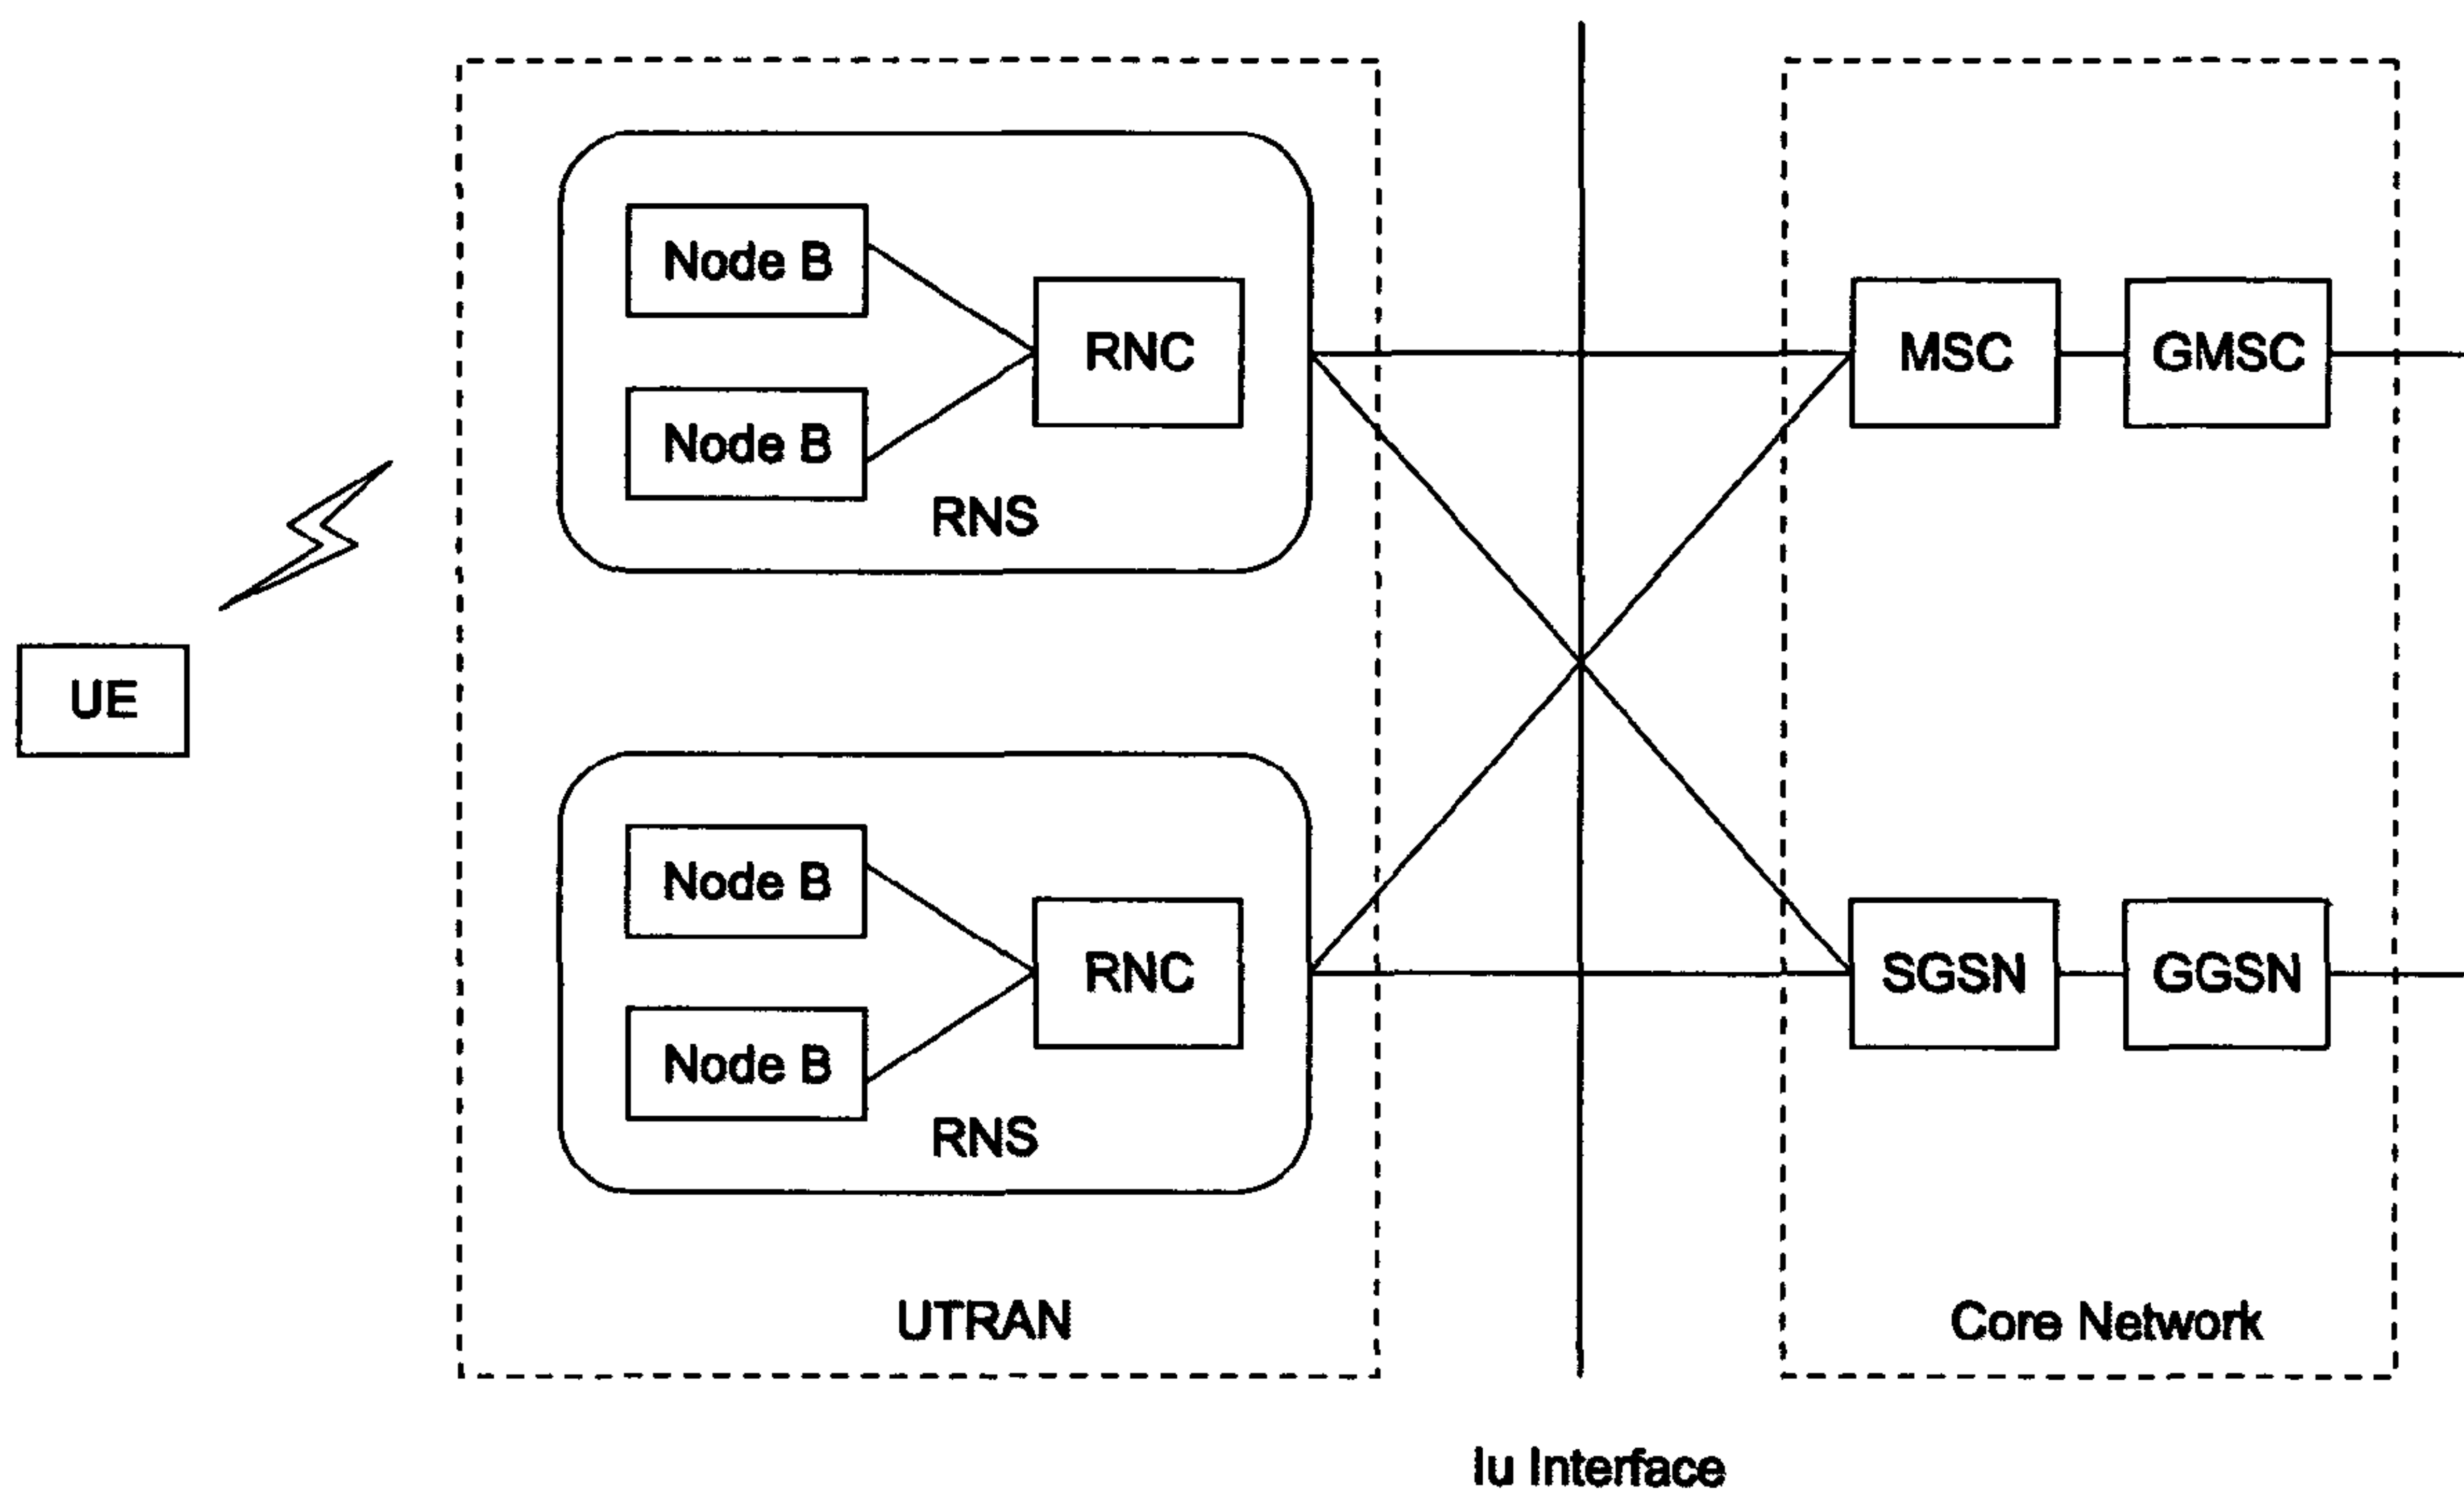 Node B
RNC
MSC
GMSC
Node B
RNS
UE
Node B
RNC
SGSN
GGSN
Node B
RNS
UTRAN
Core Network
Iu Interface